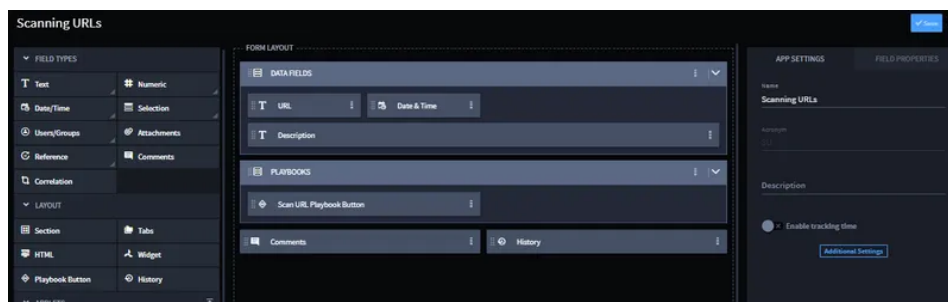 Scanning URLs
Save
FIELD TYPES
Text
Numeric
Date/Time
Selection
Users/Groups
Attachments
Reference
Comments
Correlation
LAYOUT
Section
Tabs
HTML
Widget
Playbook Button
History
APPLETS
FORM LAYOUT
DATA FIELDS
URL
Date & Time
Description
PLAYBOOKS
Scan URL Playbook Button
Comments
History
APP SETTINGS
FIELD PROPERTIES
Name
Scanning URLs
Acronym
Description
Enable tracking time
Additional Settings